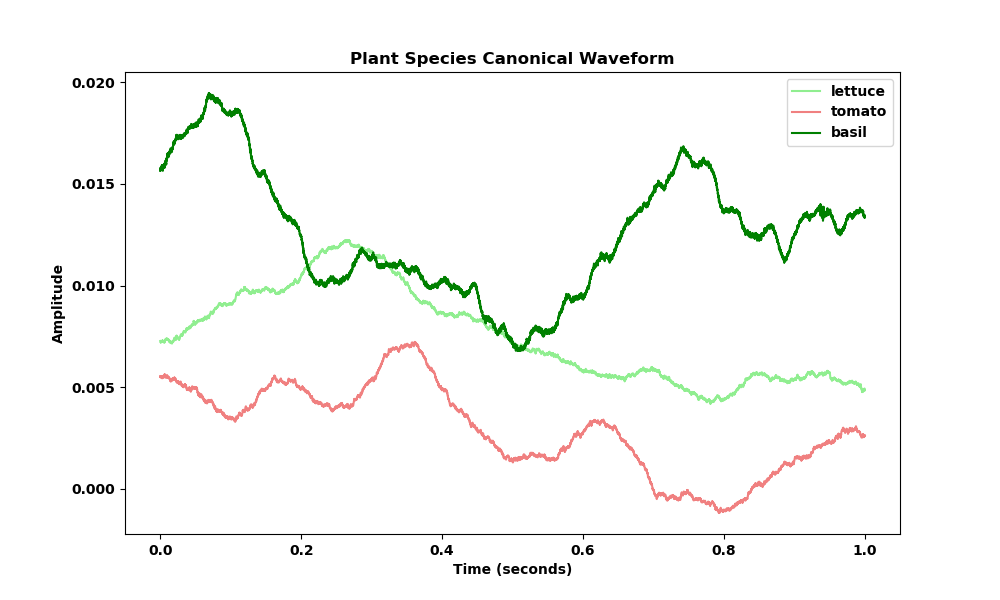 Plant Species Canonical Waveform
lettuce
tomato
basil
Amplitude
0.020
0.015
0.010
0.005
0.000
0.0 0.2 0.4 0.6 0.8 1.0
Time (seconds)